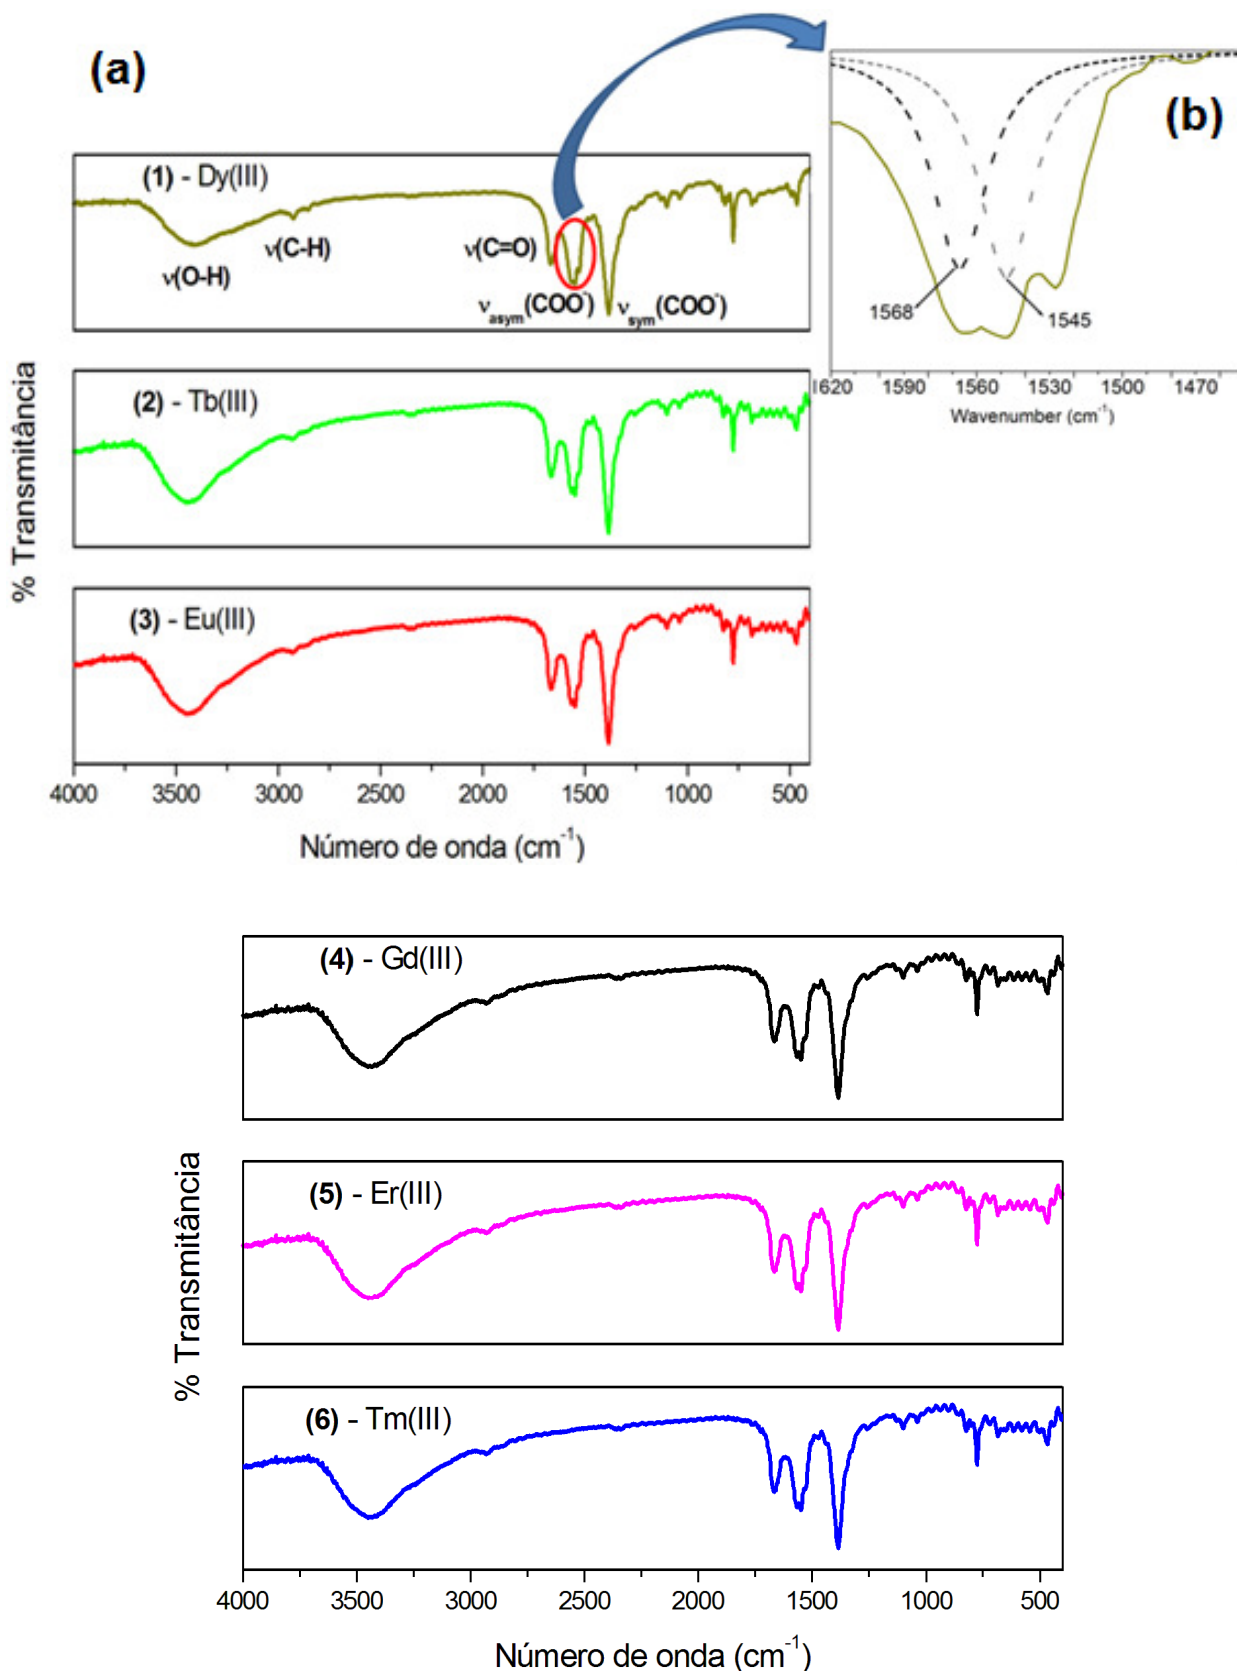 (a)
(b)
(1) - Dy(III)
ν(O-H)
ν(C-H)
ν(C=O)
νasym(COO-)
νsym(COO-)
1568
1545
1620 1590 1560 1530 1500 1470
Wavenumber (cm-1)
(2) - Tb(III)
% Transmitância
(3) - Eu(III)
4000 3500 3000 2500 2000 1500 1000 500
Número de onda (cm-1)
(4) - Gd(III)
(5) - Er(III)
% Transmitância
(6) - Tm(III)
4000 3500 3000 2500 2000 1500 1000 500
Número de onda (cm-1)